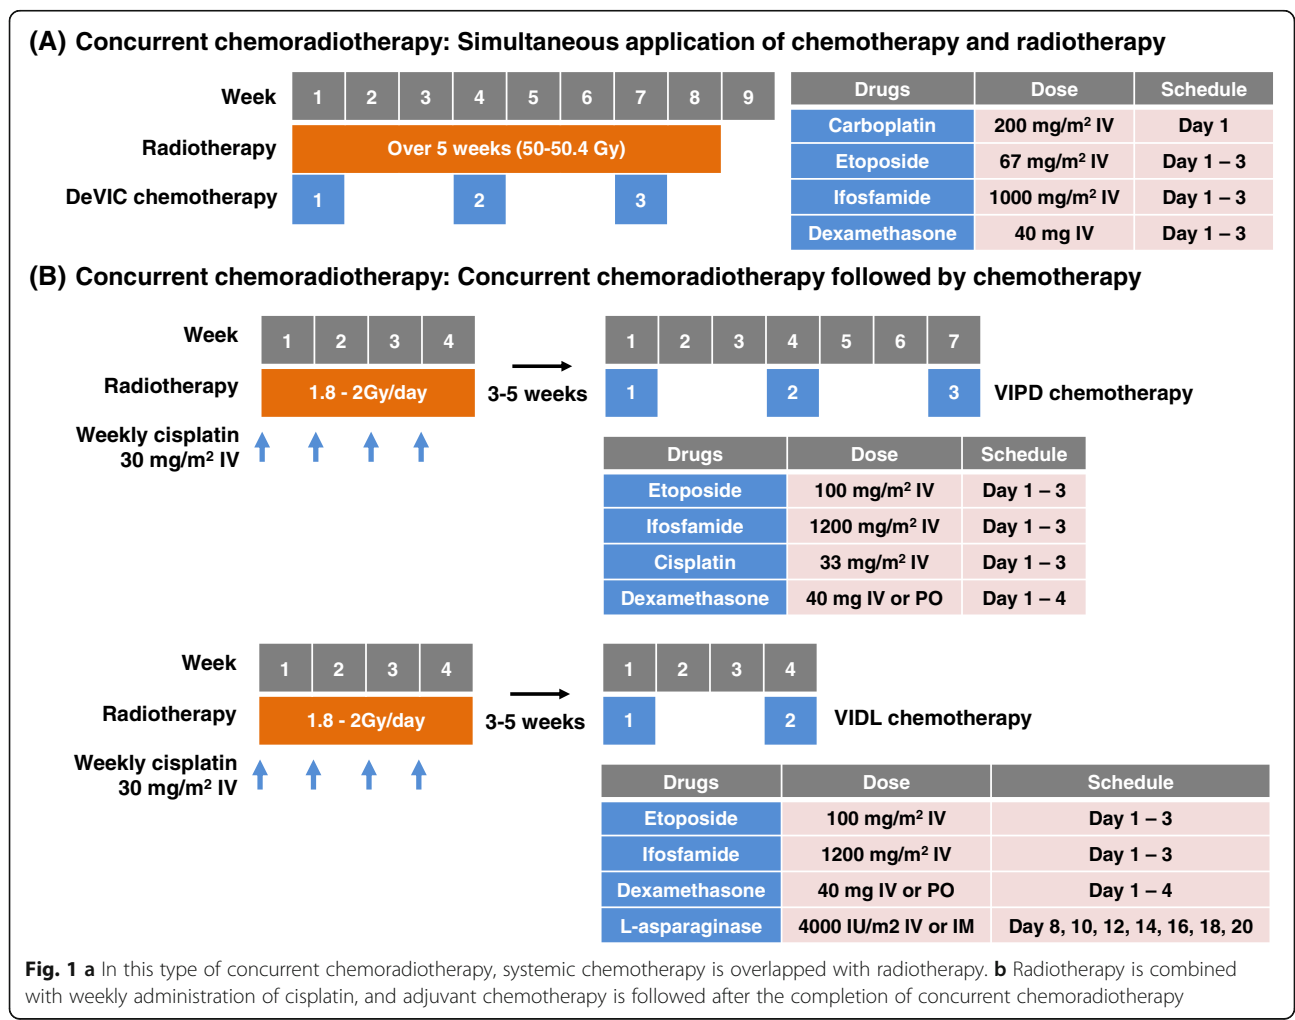 (A) Concurrent chemoradiotherapy: Simultaneous application of chemotherapy and radiotherapy
Week 1 2 3 4 5 6 7 8 9
Radiotherapy Over 5 weeks (50-50.4 Gy)
DeVIC chemotherapy 1 2 3
Drugs Dose Schedule
Carboplatin 200 mg/m² IV Day 1
Etoposide 67 mg/m² IV Day 1 – 3
Ifosfamide 1000 mg/m² IV Day 1 – 3
Dexamethasone 40 mg IV Day 1 – 3
(B) Concurrent chemoradiotherapy: Concurrent chemoradiotherapy followed by chemotherapy
Week 1 2 3 4
Radiotherapy 1.8 - 2Gy/day
Weekly cisplatin
30 mg/m² IV
3-5 weeks
1 2 3 4 5 6 7
1 2 3 VIPD chemotherapy
Drugs Dose Schedule
Etoposide 100 mg/m² IV Day 1 – 3
Ifosfamide 1200 mg/m² IV Day 1 – 3
Cisplatin 33 mg/m² IV Day 1 – 3
Dexamethasone 40 mg IV or PO Day 1 – 4
Week 1 2 3 4
Radiotherapy 1.8 - 2Gy/day
Weekly cisplatin
30 mg/m² IV
3-5 weeks
1 2 3 4
1 2 VIDL chemotherapy
Drugs Dose Schedule
Etoposide 100 mg/m² IV Day 1 – 3
Ifosfamide 1200 mg/m² IV Day 1 – 3
Dexamethasone 40 mg IV or PO Day 1 – 4
L-asparaginase 4000 IU/m2 IV or IM Day 8, 10, 12, 14, 16, 18, 20
Fig. 1 a In this type of concurrent chemoradiotherapy, systemic chemotherapy is overlapped with radiotherapy. b Radiotherapy is combined
with weekly administration of cisplatin, and adjuvant chemotherapy is followed after the completion of concurrent chemoradiotherapy